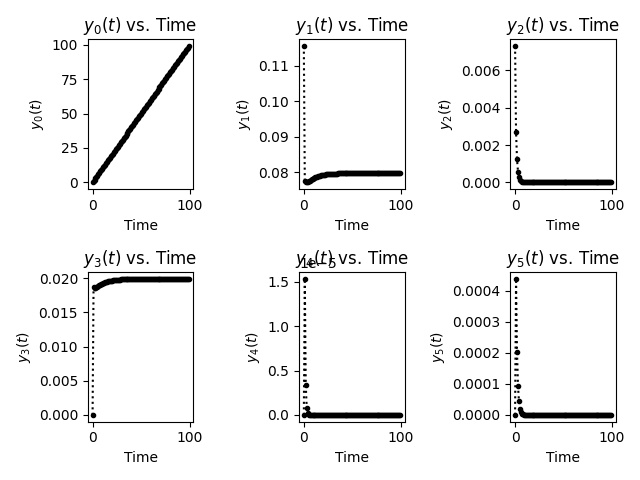 y₀(t) vs. Time
y₁(t) vs. Time
y₂(t) vs. Time
100
75
50
25
0
y₀(t)
0
100
Time
0.11
0.10
0.09
0.08
y₁(t)
0
100
Time
0.006
0.004
0.002
0.000
y₂(t)
0
100
Time
y₃(t) vs. Time
y₄(t) vs. Time
1e−5
y₅(t) vs. Time
0.020
0.015
0.010
0.005
0.000
y₃(t)
0
100
Time
1.5
1.0
0.5
0.0
y₄(t)
0
100
Time
0.0004
0.0003
0.0002
0.0001
0.0000
y₅(t)
0
100
Time